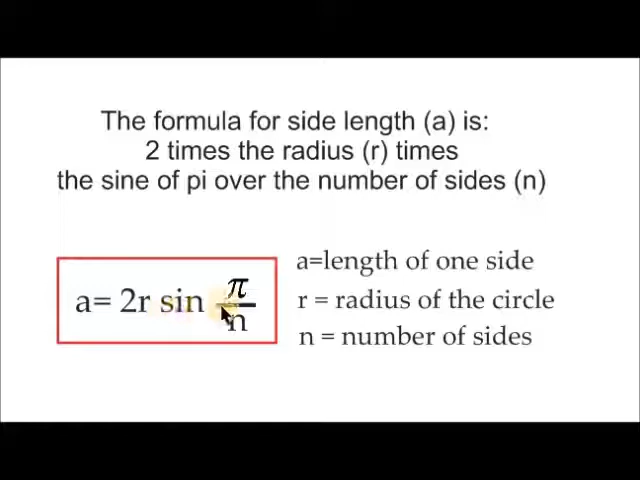 The formula for side length (a) is:
2 times the radius (r) times
the sine of pi over the number of sides (n)
a= 2r sin π/n
a=length of one side
r = radius of the circle
n = number of sides